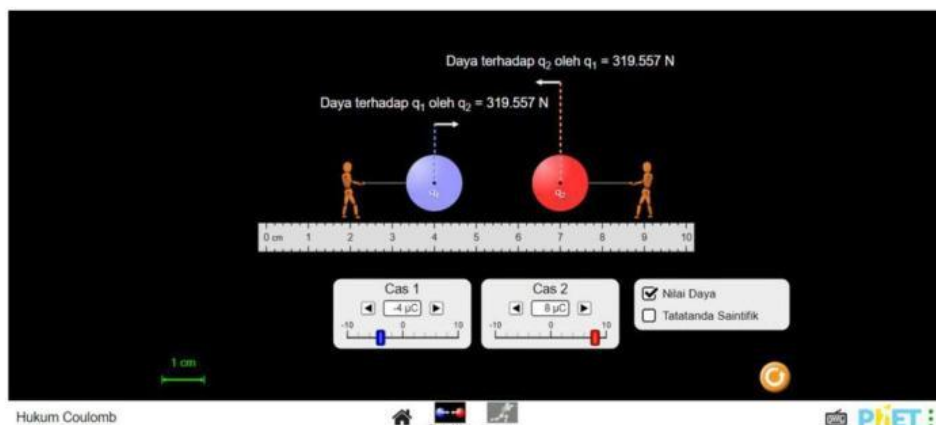 Daya terhadap q₂ oleh q₁ = 319.557 N
Daya terhadap q₁ oleh q₂ = 319.557 N
q₁ q₂
0 cm 1 2 3 4 5 6 7 8 9 10
Cas 1 Cas 2
-4 μC 8 μC
-10 0 10 -10 0 10
Nilai Daya
Tatatanda Saintifik
1 cm
Hukum Coulomb
PhET